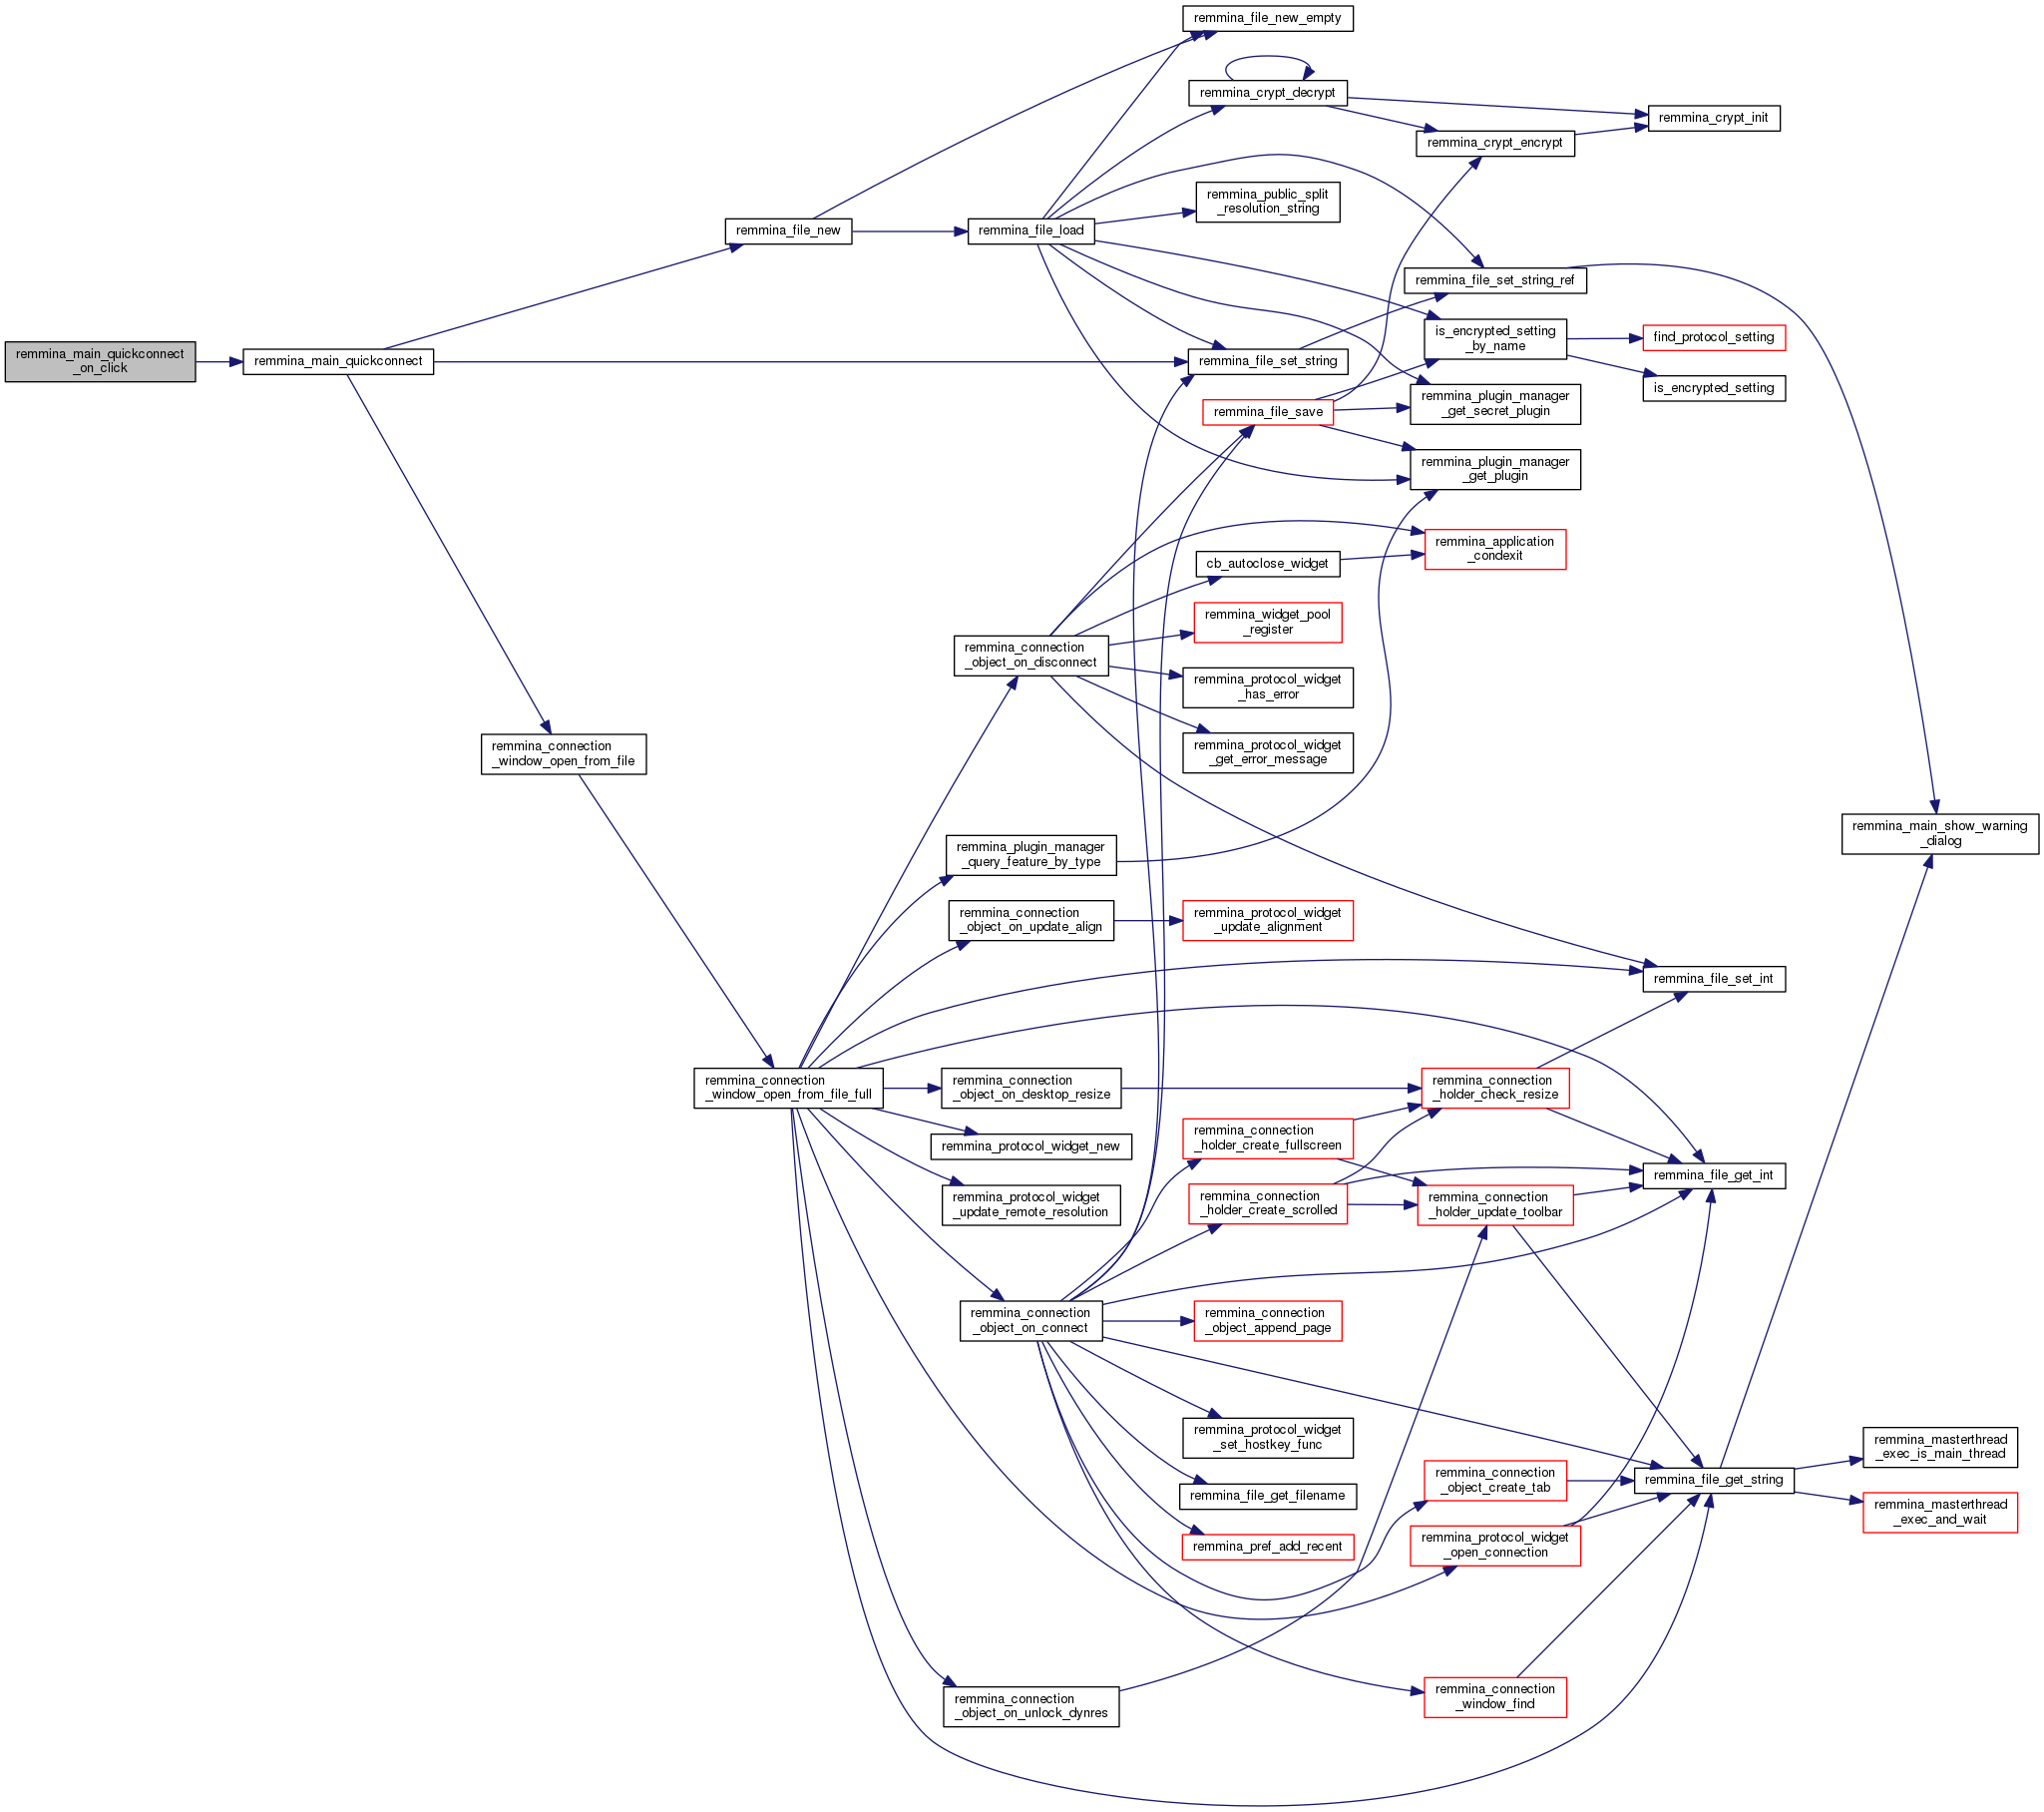 remmina_main_quickconnect
_on_click
remmina_main_quickconnect
remmina_file_new
remmina_connection
_window_open_from_file
remmina_connection
_window_open_from_file_full
remmina_file_load
remmina_connection
_object_on_disconnect
remmina_plugin_manager
_query_feature_by_type
remmina_connection
_object_on_update_align
remmina_connection
_object_on_desktop_resize
remmina_protocol_widget_new
remmina_protocol_widget
_update_remote_resolution
remmina_connection
_object_on_connect
remmina_connection
_object_on_unlock_dynres
remmina_file_new_empty
remmina_crypt_decrypt
remmina_public_split
_resolution_string
remmina_file_set_string
remmina_file_save
cb_autoclose_widget
remmina_widget_pool
_register
remmina_protocol_widget
_has_error
remmina_protocol_widget
_get_error_message
remmina_protocol_widget
_update_alignment
remmina_connection
_holder_create_fullscreen
remmina_connection
_holder_create_scrolled
remmina_connection
_object_append_page
remmina_protocol_widget
_set_hostkey_func
remmina_file_get_filename
remmina_pref_add_recent
remmina_crypt_encrypt
remmina_file_set_string_ref
is_encrypted_setting
_by_name
remmina_plugin_manager
_get_secret_plugin
remmina_plugin_manager
_get_plugin
remmina_application
_condexit
remmina_connection
_holder_check_resize
remmina_connection
_holder_update_toolbar
remmina_connection
_object_create_tab
remmina_protocol_widget
_open_connection
remmina_connection
_window_find
remmina_crypt_init
find_protocol_setting
is_encrypted_setting
remmina_file_set_int
remmina_file_get_int
remmina_file_get_string
remmina_main_show_warning
_dialog
remmina_masterthread
_exec_is_main_thread
remmina_masterthread
_exec_and_wait